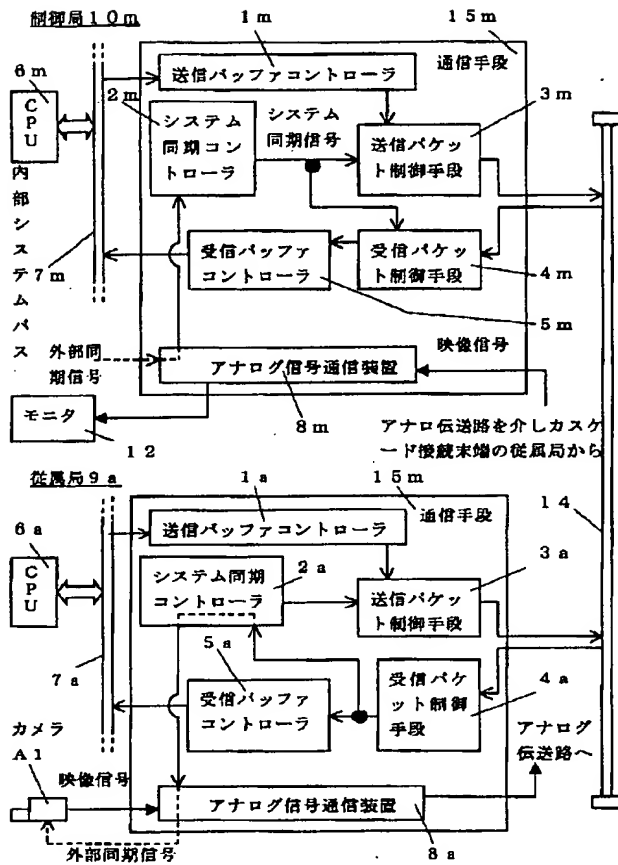 制御局10m
1m
15m
通信手段
6m
2m
送信バッファコントローラ
3m
CPU
システム
同期コン
トローラ
システム
同期信号
送信パケッ
ト制御手段
内部システムバス
7m
受信バッファ
コントローラ
受信パケッ
ト制御手段
4m
5m
外部同
期信号
映像信号
アナログ信号通信装置
モニタ
8m
12
アナロ伝送路を介しカスケ
ード接続末端の従属局から
従属局9a
1a
15m
通信手段
14
6a
送信バッファコントローラ
3a
CPU
システム同期
コントローラ
2a
送信パケッ
ト制御手段
5a
7a
受信バッファ
コントローラ
受信パケ
ット制御
手段
4a
カメラ
A1
映像信号
アナログ
伝送路へ
アナログ信号通信装置
外部同期信号
8a